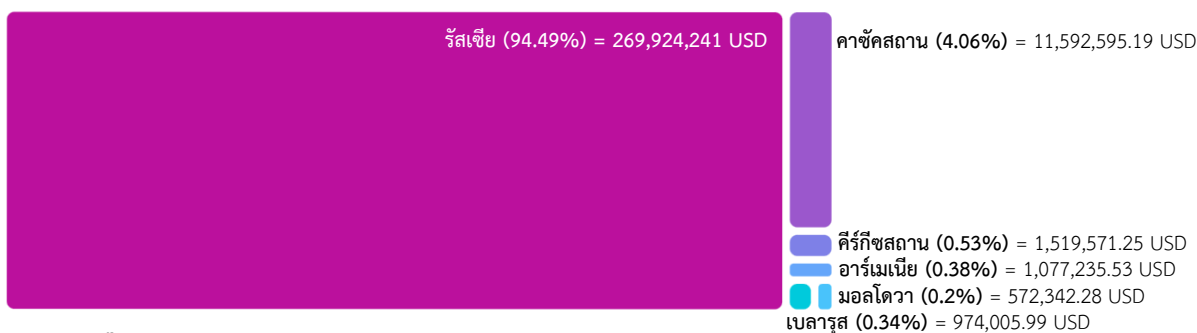 รัสเซีย (94.49%) = 269,924,241 USD
คาซัคสถาน (4.06%) = 11,592,595.19 USD
คีร์กีซสถาน (0.53%) = 1,519,571.25 USD
อาร์เมเนีย (0.38%) = 1,077,235.53 USD
มอลโดวา (0.2%) = 572,342.28 USD
เบลารุส (0.34%) = 974,005.99 USD